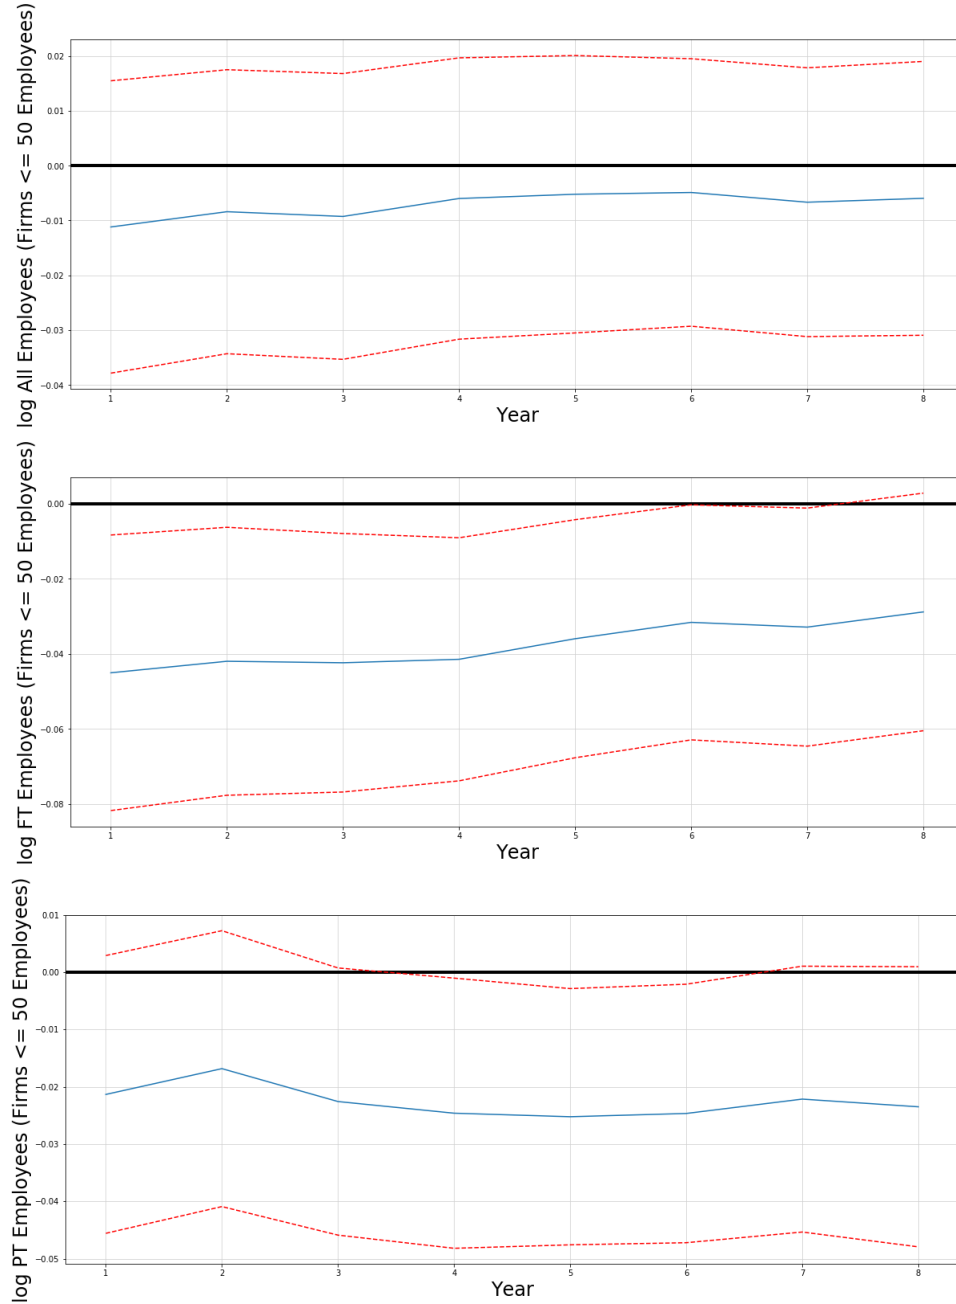 log All Employees (Firms <= 50 Employees)
0.02
0.01
0.00
−0.01
−0.02
−0.03
−0.04
1 2 3 4 5 6 7 8
Year
log FT Employees (Firms <= 50 Employees)
0.00
−0.02
−0.04
−0.06
−0.08
1 2 3 4 5 6 7 8
Year
log PT Employees (Firms <= 50 Employees)
0.01
0.00
−0.01
−0.02
−0.03
−0.04
−0.05
1 2 3 4 5 6 7 8
Year